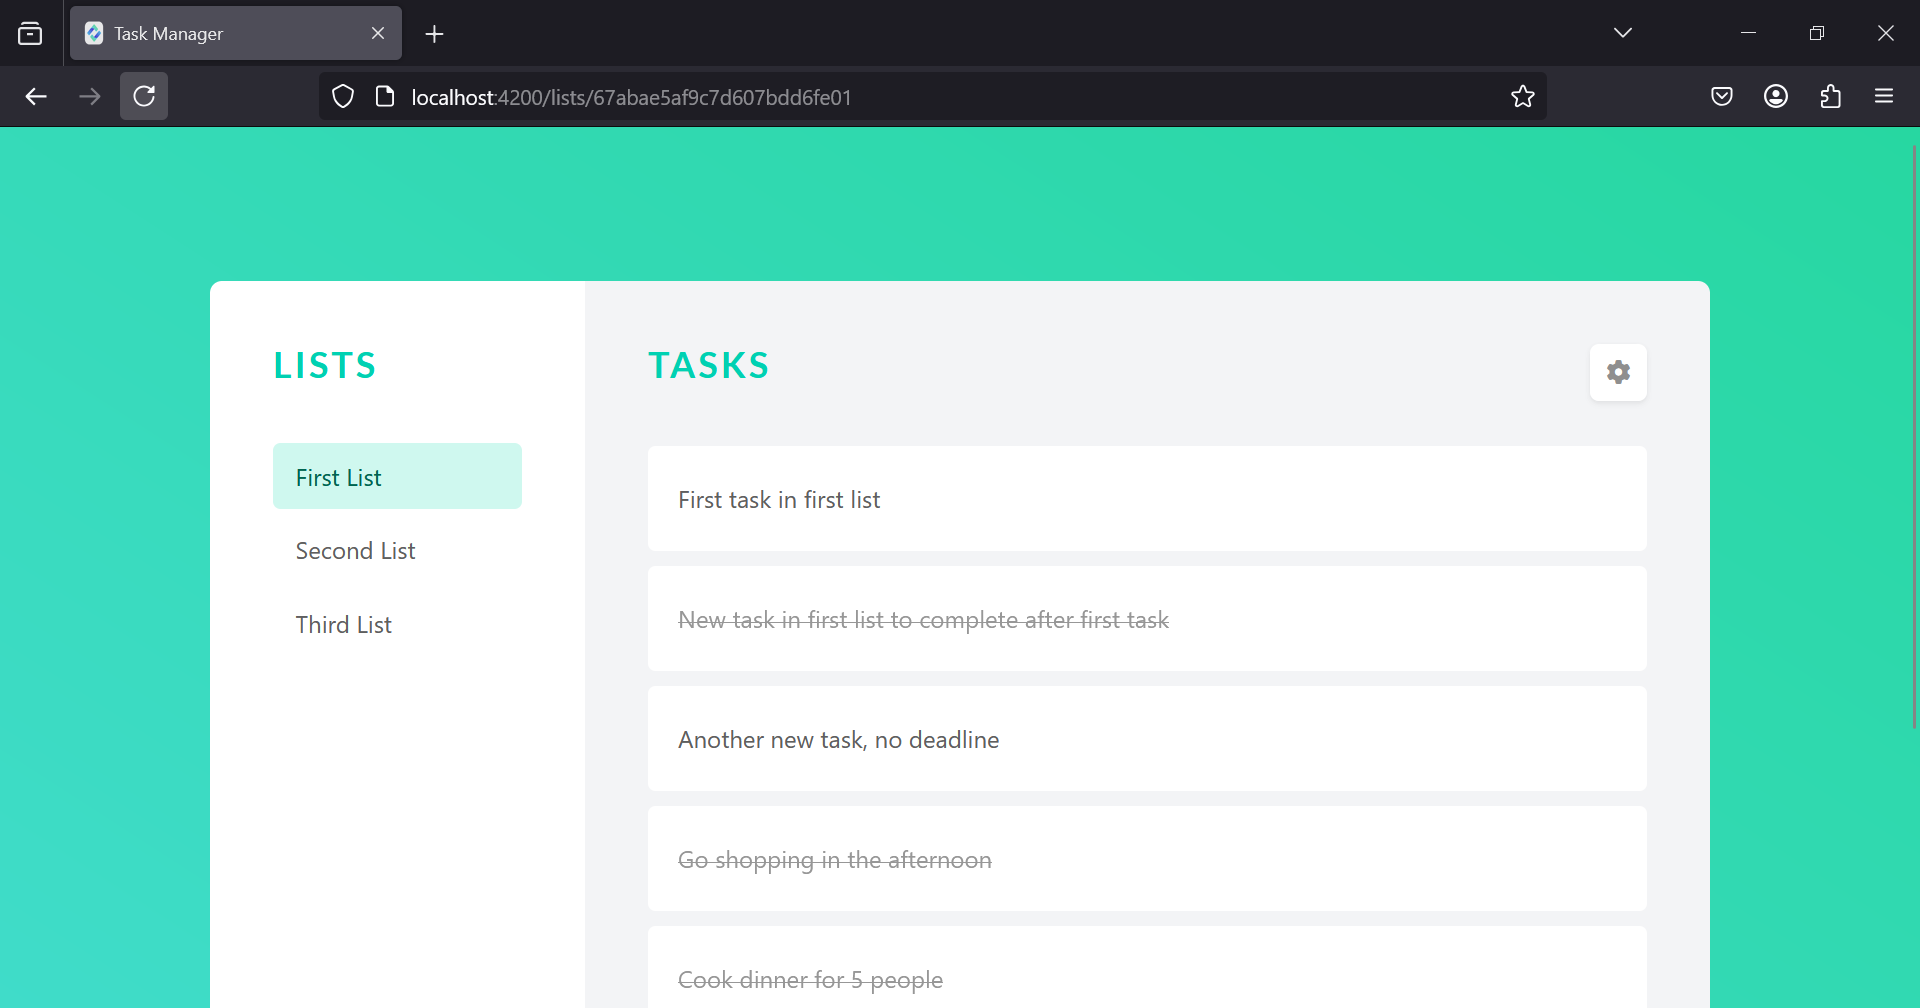 Task Manager
localhost:4200/lists/67abae5af9c7d607bdd6fe01
LISTS
First List
Second List
Third List
TASKS
First task in first list
New task in first list to complete after first task
Another new task, no deadline
Go shopping in the afternoon
Cook dinner for 5 people